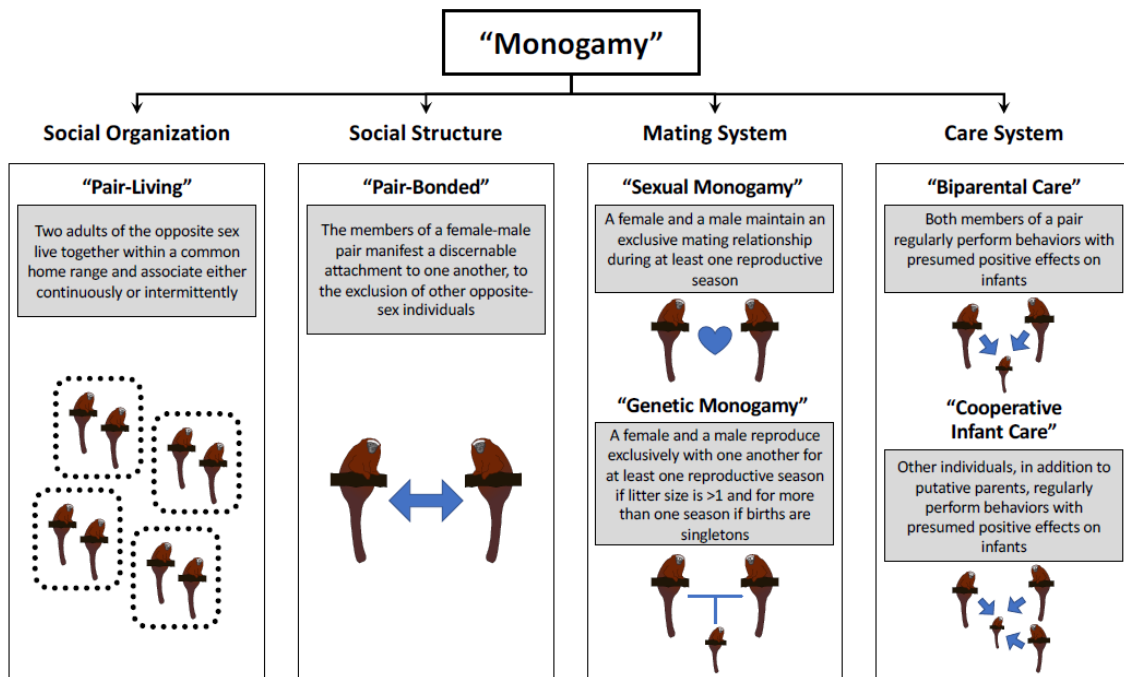 “Monogamy”
Social Organization
“Pair-Living”
Two adults of the opposite sex
live together within a common
home range and associate either
continuously or intermittently
Social Structure
“Pair-Bonded”
The members of a female-male
pair manifest a discernable
attachment to one another, to
the exclusion of other opposite-
sex individuals
Mating System
“Sexual Monogamy”
A female and a male maintain an
exclusive mating relationship
during at least one reproductive
season
“Genetic Monogamy”
A female and a male reproduce
exclusively with one another for
at least one reproductive season
if litter size is >1 and for more
than one season if births are
singletons
Care System
“Biparental Care”
Both members of a pair
regularly perform behaviors with
presumed positive effects on
infants
“Cooperative
Infant Care”
Other individuals, in addition to
putative parents, regularly
perform behaviors with
presumed positive effects on
infants